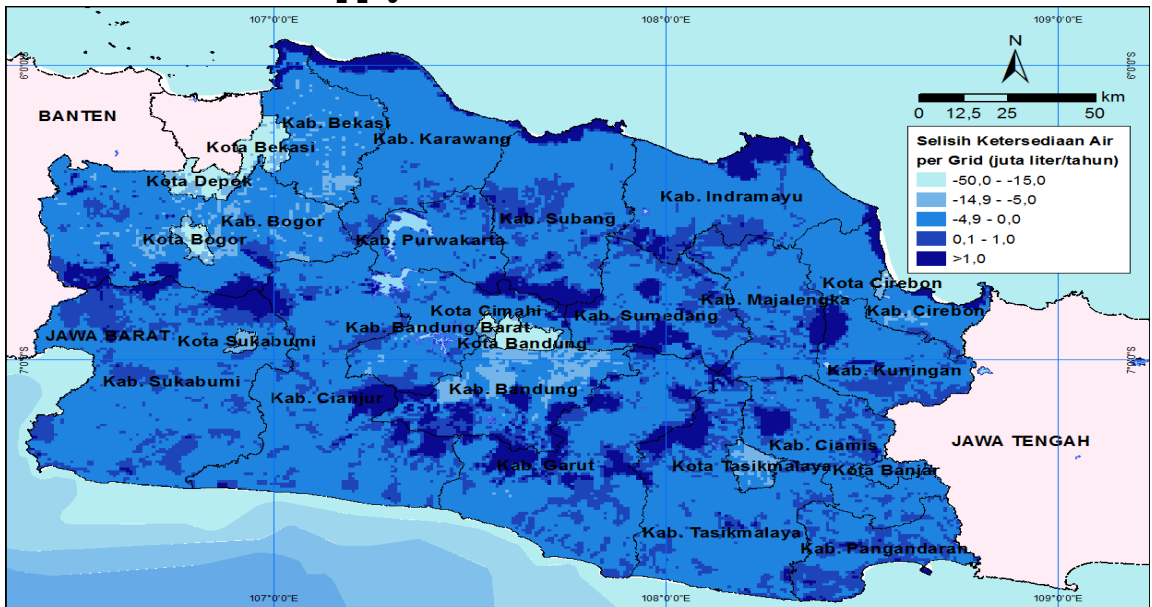 107°0'0"E
108°0'0"E
109°0'0"E
6°0'0"S
6°0'0"S
N
km
0 12,5 25 50
BANTEN
Kab. Bekasi
Kab. Karawang
Kota Bekasi
Selisih Ketersediaan Air
per Grid (juta liter/tahun)
-50,0 - -15,0
-14,9 - -5,0
-4,9 - 0,0
0,1 - 1,0
>1,0
Kota Depok
Kab. Indramayu
Kab. Bogor
Kab. Subang
Kota Bogor
Kab. Purwakarta
Kota Cirebon
Kab. Majalengka
Kab. Cirebon
Kota Cimahi
Kab. Sumedang
Kab. Bandung Barat
JAWA BARAT
Kota Sukabumi
Kota Bandung
7°0'0"S
7°0'0"S
Kab. Kuningan
Kab. Sukabumi
Kab. Bandung
Kab. Cianjur
JAWA TENGAH
Kab. Ciamis
Kab. Garut
Kota Tasikmalaya
Kota Banjar
Kab. Tasikmalaya
Kab. Pangandaran
107°0'0"E
108°0'0"E
109°0'0"E